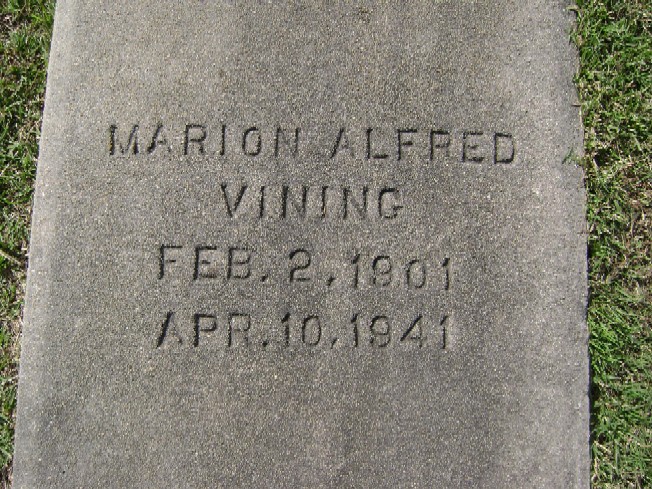 MARION ALFRED
VINING
FEB. 2, 1901
APR. 10, 1941